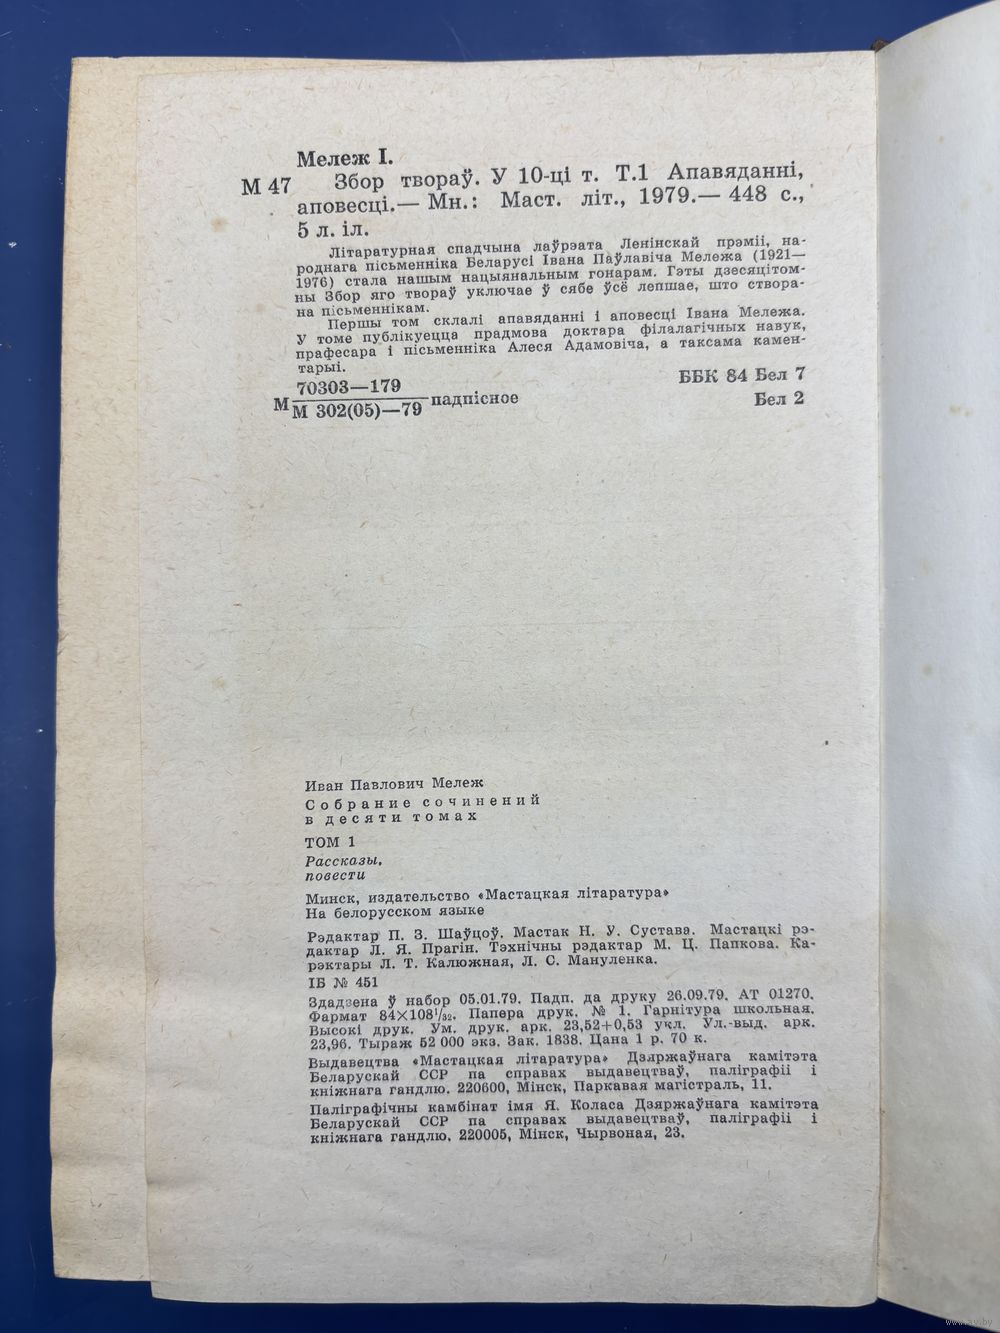 Мележ І.
М 47 Збор твораў. У 10-ці т. Т.1 Апавяданні,
аповесці.— Мн.: Маст. літ., 1979.— 448 с.,
5 л. іл.
Літаратурная спадчына лаўрэата Ленінскай прэміі, на-
роднага пісьменніка Беларусі Івана Паўлавіча Мележа (1921—
1976) стала нашым нацыянальным гонарам. Гэты дзесяцітом-
ны Збор яго твораў уключае ў сябе ўсё лепшае, што створа-
на пісьменнікам.
Першы том склалі апавяданні і аповесці Івана Мележа.
У томе публікуецца прадмова доктара філалагічных навук,
прафесара і пісьменніка Алеся Адамовіча, а таксама камен-
тарыі.
70303—179
М М 302(05)—79 падпісное
ББК 84 Бел 7
Бел 2
Иван Павлович Мележ
Собрание сочинений
в десяти томах
ТОМ 1
Рассказы,
повести
Минск, издательство «Мастацкая літаратура»
На белорусском языке
Рэдактар П. З. Шаўцоў. Мастак Н. У. Сустава. Мастацкі рэ-
дактар Л. Я. Прагін. Тэхнічны рэдактар М. Ц. Папкова. Ка-
рэктары Л. Т. Калюжная, Л. С. Мануленка.
ІБ № 451
Здадзена ў набор 05.01.79. Падп. да друку 26.09.79. АТ 01270.
Фармат 84×108¹/₃₂. Папера друк. № 1. Гарнітура школьная.
Высокі друк. Ум. друк. арк. 23,52+0,53 укл. Ул.-выд. арк.
23,96. Тыраж 52 000 экз. Зак. 1838. Цана 1 р. 70 к.
Выдавецтва «Мастацкая літаратура» Дзяржаўнага камітэта
Беларускай ССР па справах выдавецтваў, паліграфіі і
кніжнага гандлю. 220600, Мінск, Паркавая магістраль, 11.
Паліграфічны камбінат імя Я. Коласа Дзяржаўнага камітэта
Беларускай ССР па справах выдавецтваў, паліграфіі і
кніжнага гандлю. 220005, Мінск, Чырвоная, 23.
www.ay.by